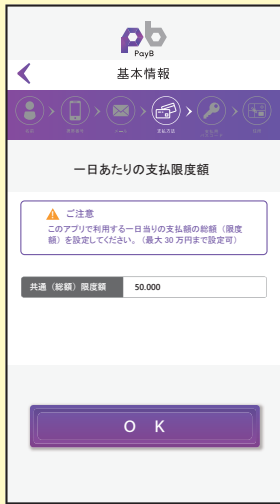 pb
PayB
基本情報
支払方法
一日あたりの支払限度額
ご注意
このアプリで利用する一日当りの支払額の総額（限度
額）を設定してください。（最大 30 万円まで設定可）
共通（総額）限度額 50.000
O K